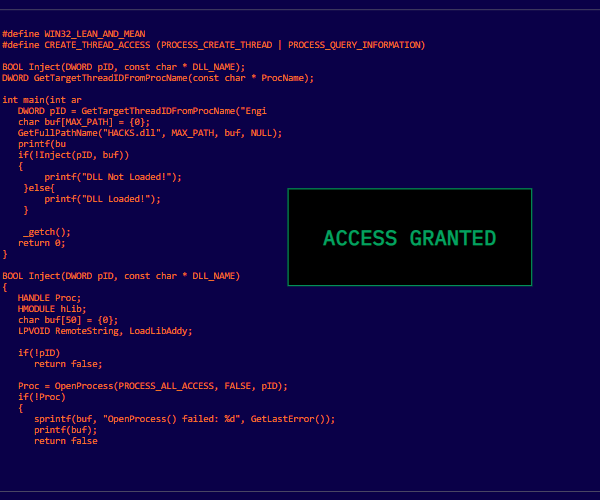 #define WIN32_LEAN_AND_MEAN
#define CREATE_THREAD_ACCESS (PROCESS_CREATE_THREAD | PROCESS_QUERY_INFORMATION)
BOOL Inject(DWORD pID, const char * DLL_NAME);
DWORD GetTargetThreadIDFromProcName(const char * ProcName);
int main(int ar
DWORD pID = GetTargetThreadIDFromProcName("Engi
char buf[MAX_PATH] = {0};
GetFullPathName("HACKS.dll", MAX_PATH, buf, NULL);
printf(bu
if(!Inject(pID, buf))
{
printf("DLL Not Loaded!");
}else{
printf("DLL Loaded!");
}
_getch();
return 0;
}
BOOL Inject(DWORD pID, const char * DLL_NAME)
{
HANDLE Proc;
HMODULE hLib;
char buf[50] = {0};
LPVOID RemoteString, LoadLibAddy;
if(!pID)
return false;
Proc = OpenProcess(PROCESS_ALL_ACCESS, FALSE, pID);
if(!Proc)
{
sprintf(buf, "OpenProcess() failed: %d", GetLastError());
printf(buf);
return false
ACCESS GRANTED